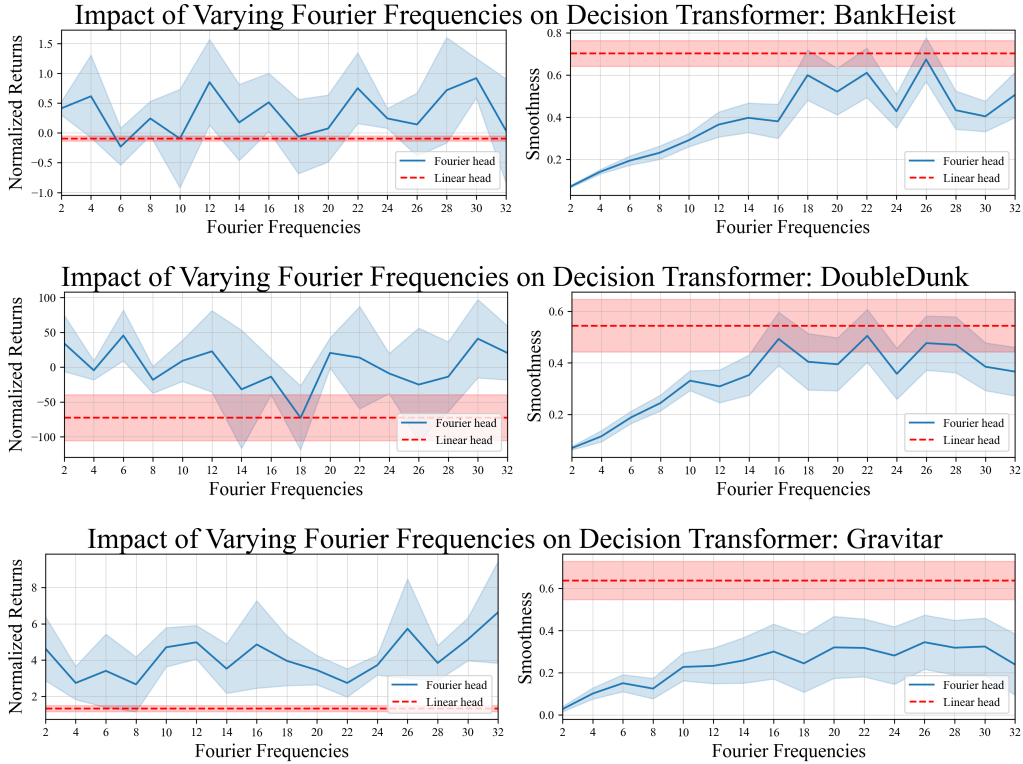 Impact of Varying Fourier Frequencies on Decision Transformer: BankHeist
Normalized Returns
1.5
1.0
0.5
0.0
−0.5
−1.0
Fourier head
Linear head
2 4 6 8 10 12 14 16 18 20 22 24 26 28 30 32
Fourier Frequencies
Smoothness
0.8
0.6
0.4
0.2
Fourier head
Linear head
2 4 6 8 10 12 14 16 18 20 22 24 26 28 30 32
Fourier Frequencies
Impact of Varying Fourier Frequencies on Decision Transformer: DoubleDunk
Normalized Returns
100
50
0
−50
−100
Fourier head
Linear head
2 4 6 8 10 12 14 16 18 20 22 24 26 28 30 32
Fourier Frequencies
Smoothness
0.6
0.4
0.2
Fourier head
Linear head
2 4 6 8 10 12 14 16 18 20 22 24 26 28 30 32
Fourier Frequencies
Impact of Varying Fourier Frequencies on Decision Transformer: Gravitar
Normalized Returns
8
6
4
2
Fourier head
Linear head
2 4 6 8 10 12 14 16 18 20 22 24 26 28 30 32
Fourier Frequencies
Smoothness
0.6
0.4
0.2
0.0
Fourier head
Linear head
2 4 6 8 10 12 14 16 18 20 22 24 26 28 30 32
Fourier Frequencies